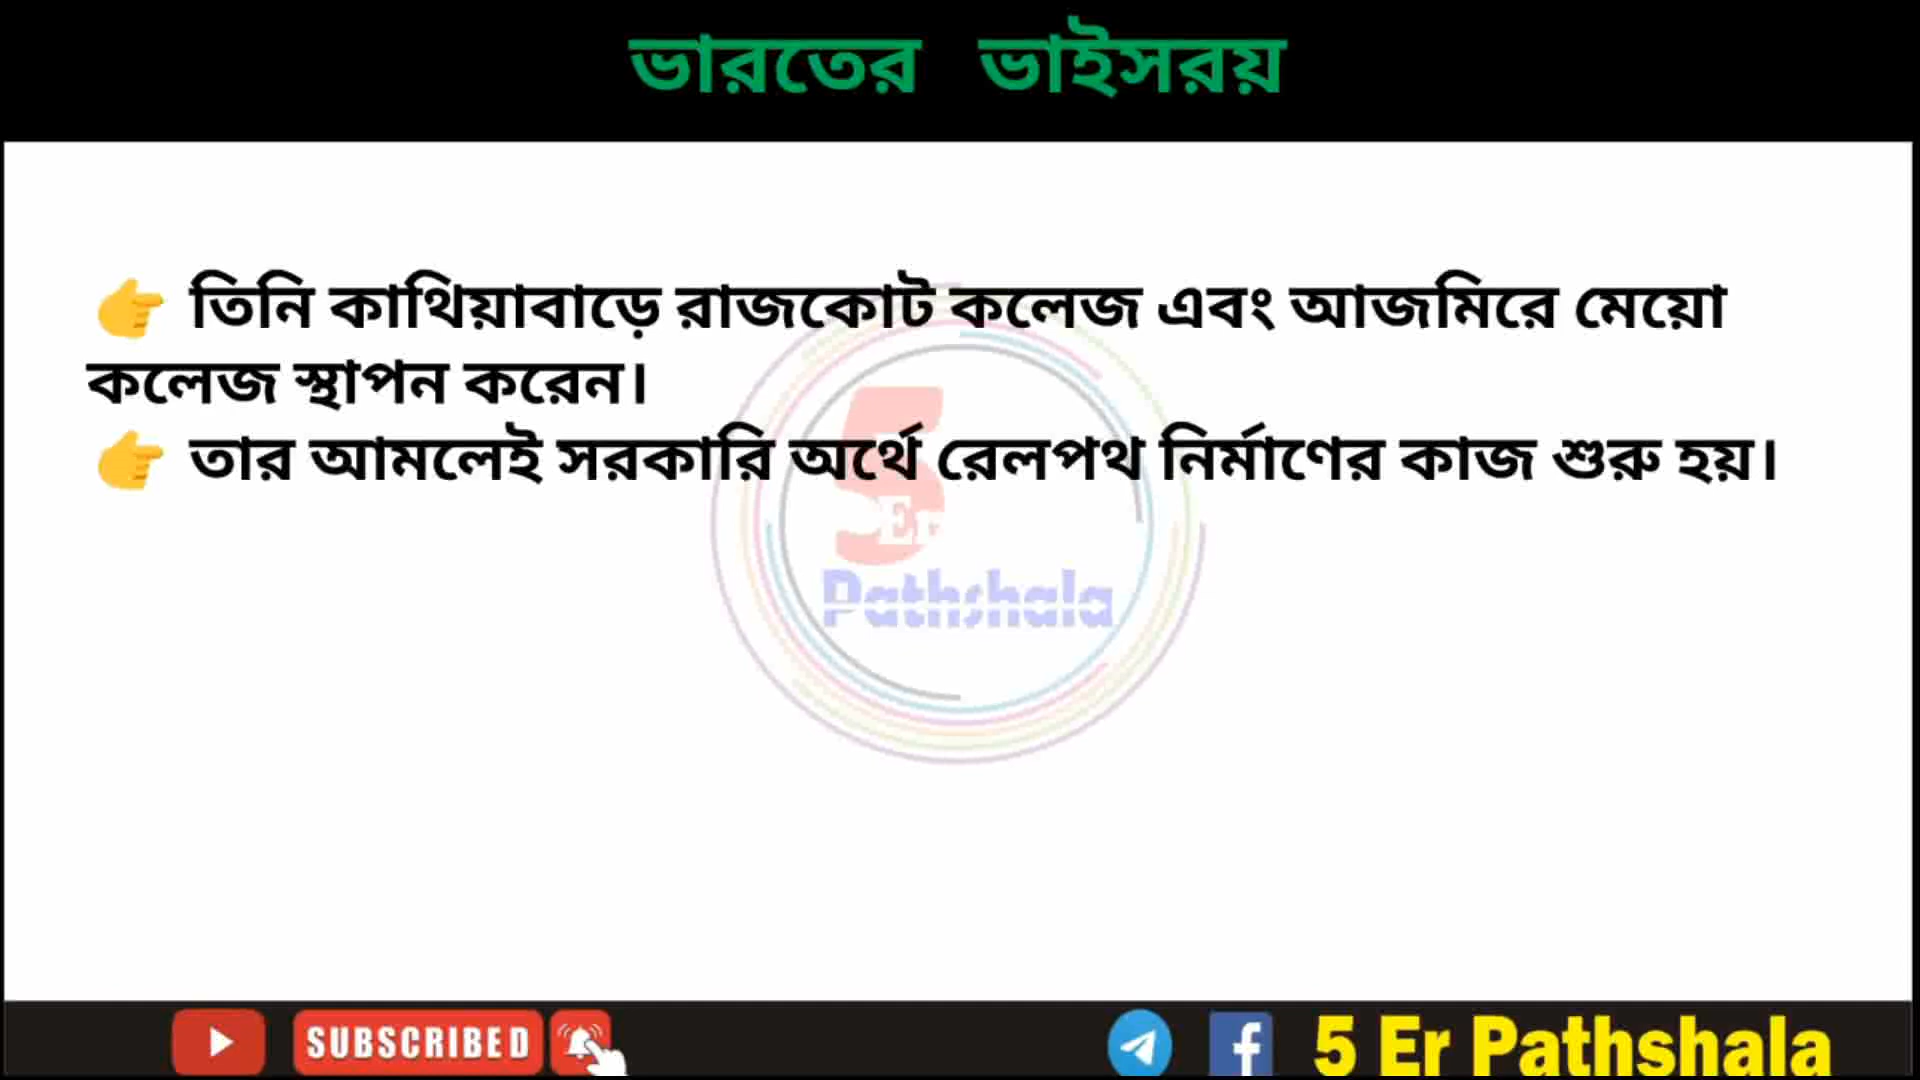 ভারতের ভাইসরয়
👉 তিনি কাথিয়াবাড়ে রাজকোট কলেজ এবং আজমিরে মেয়ো
কলেজ স্থাপন করেন।
👉 তার আমলেই সরকারি অর্থে রেলপথ নির্মাণের কাজ শুরু হয়।
5
Er
Pathshala
SUBSCRIBED
5 Er Pathshala